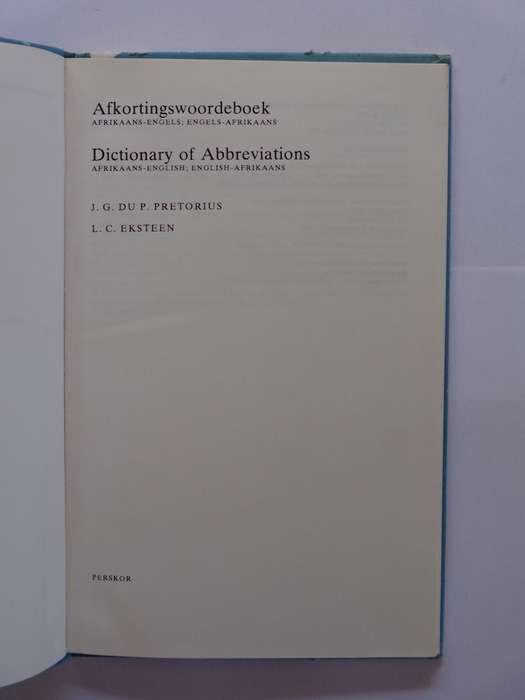 Afkortingswoordeboek
AFRIKAANS-ENGELS; ENGELS-AFRIKAANS
Dictionary of Abbreviations
AFRIKAANS-ENGLISH; ENGLISH-AFRIKAANS
J. G. DU P. PRETORIUS
L. C. EKSTEEN
PERSKOR